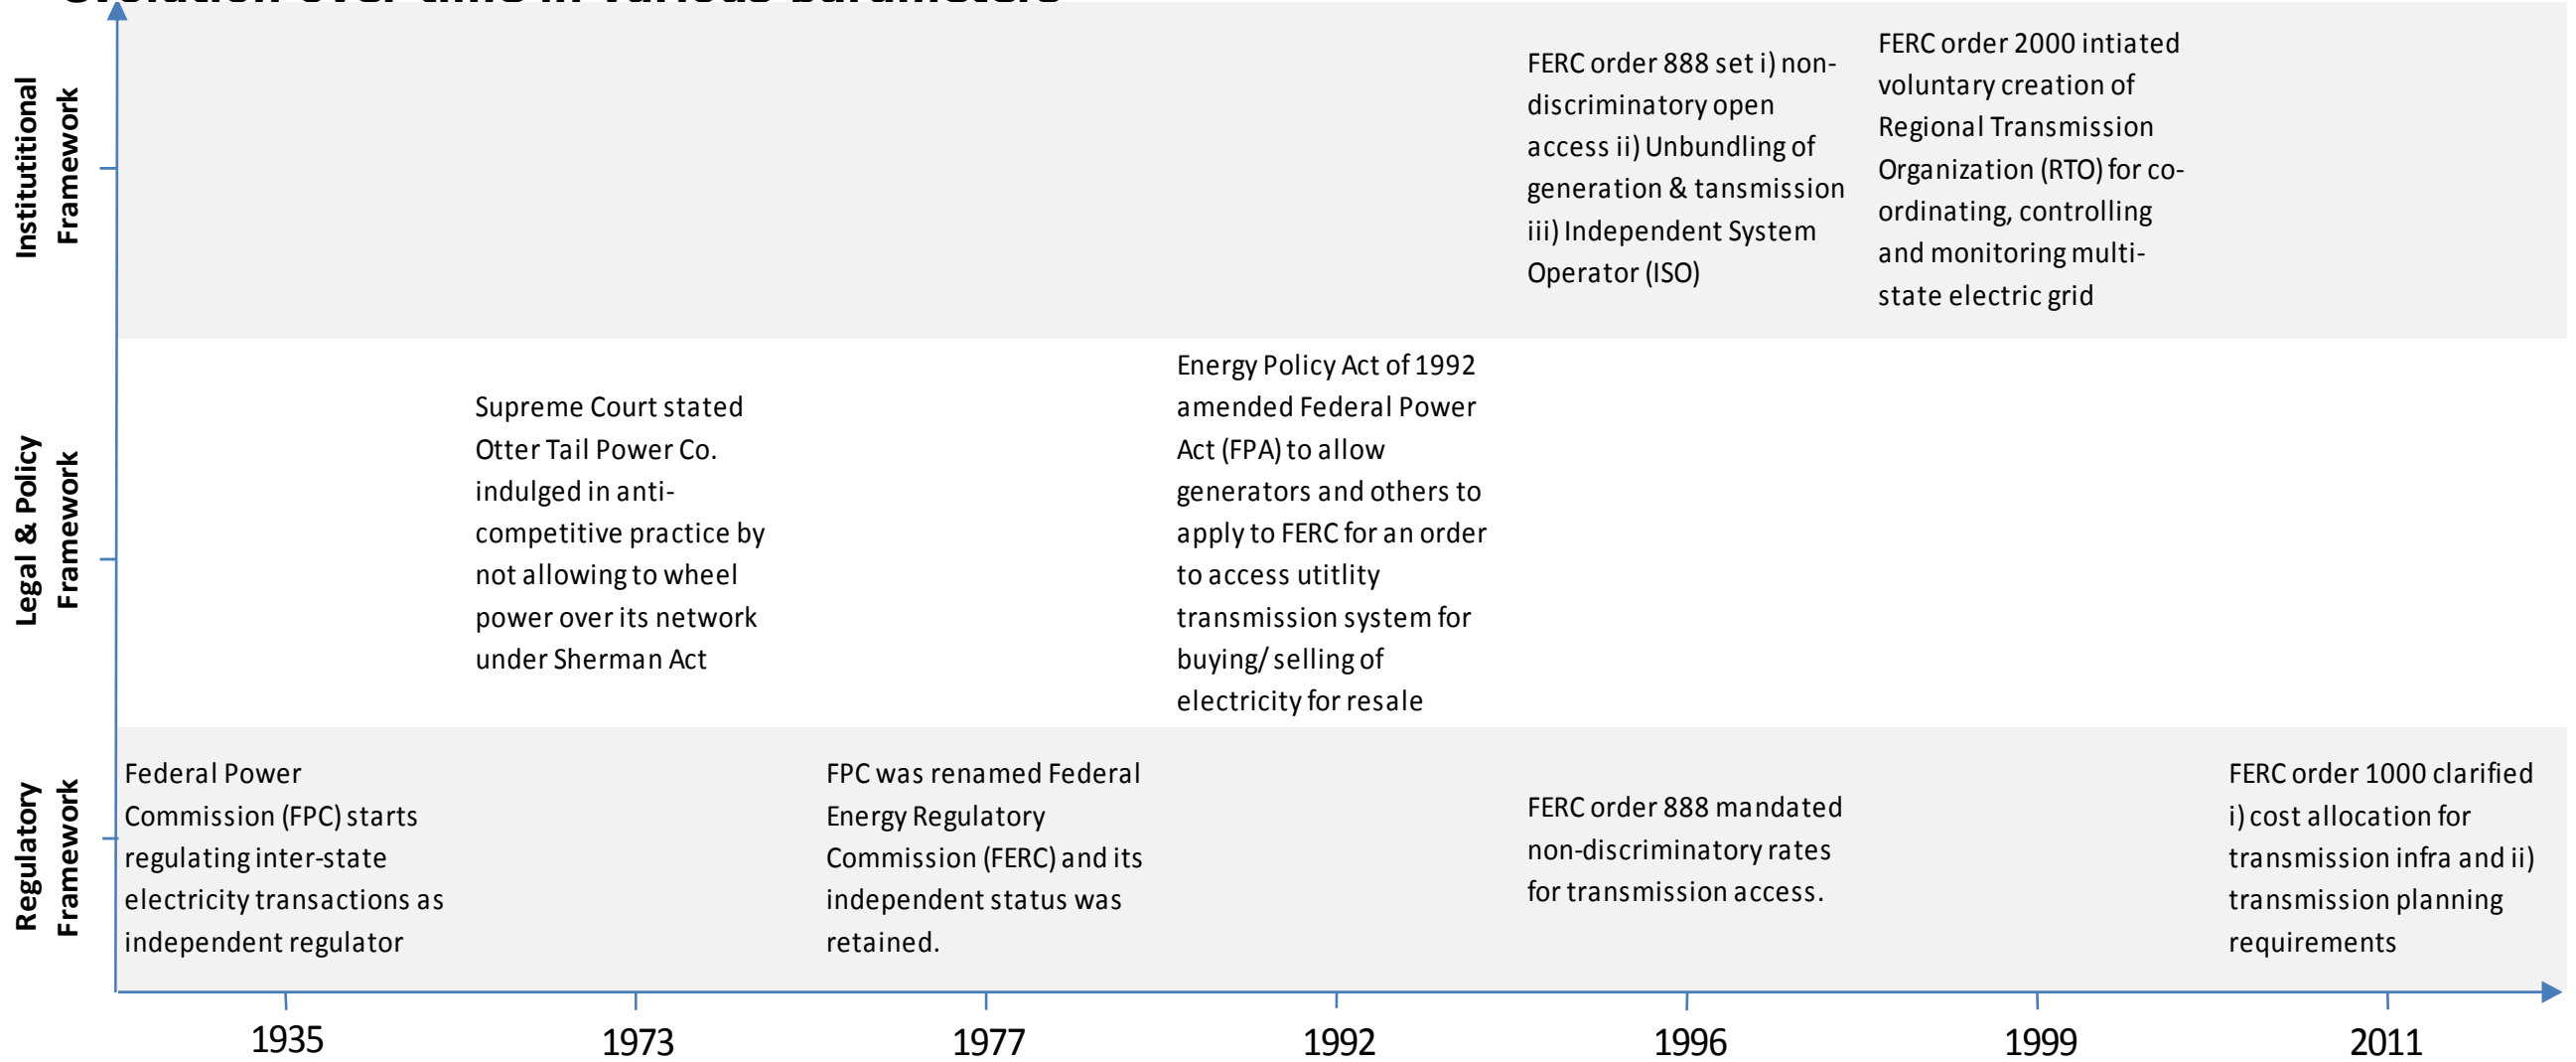 evolution over time in various parameters
Institutitional
Framework
FERC order 888 set i) non-
discriminatory open
access ii) Unbundling of
generation & tansmission
iii) Independent System
Operator (ISO)
FERC order 2000 intiated
voluntary creation of
Regional Transmission
Organization (RTO) for co-
ordinating, controlling
and monitoring multi-
state electric grid
Legal & Policy
Framework
Supreme Court stated
Otter Tail Power Co.
indulged in anti-
competitive practice by
not allowing to wheel
power over its network
under Sherman Act
Energy Policy Act of 1992
amended Federal Power
Act (FPA) to allow
generators and others to
apply to FERC for an order
to access utitlity
transmission system for
buying/ selling of
electricity for resale
Regulatory
Framework
Federal Power
Commission (FPC) starts
regulating inter-state
electricity transactions as
independent regulator
FPC was renamed Federal
Energy Regulatory
Commission (FERC) and its
independent status was
retained.
FERC order 888 mandated
non-discriminatory rates
for transmission access.
FERC order 1000 clarified
i) cost allocation for
transmission infra and ii)
transmission planning
requirements
1935
1973
1977
1992
1996
1999
2011